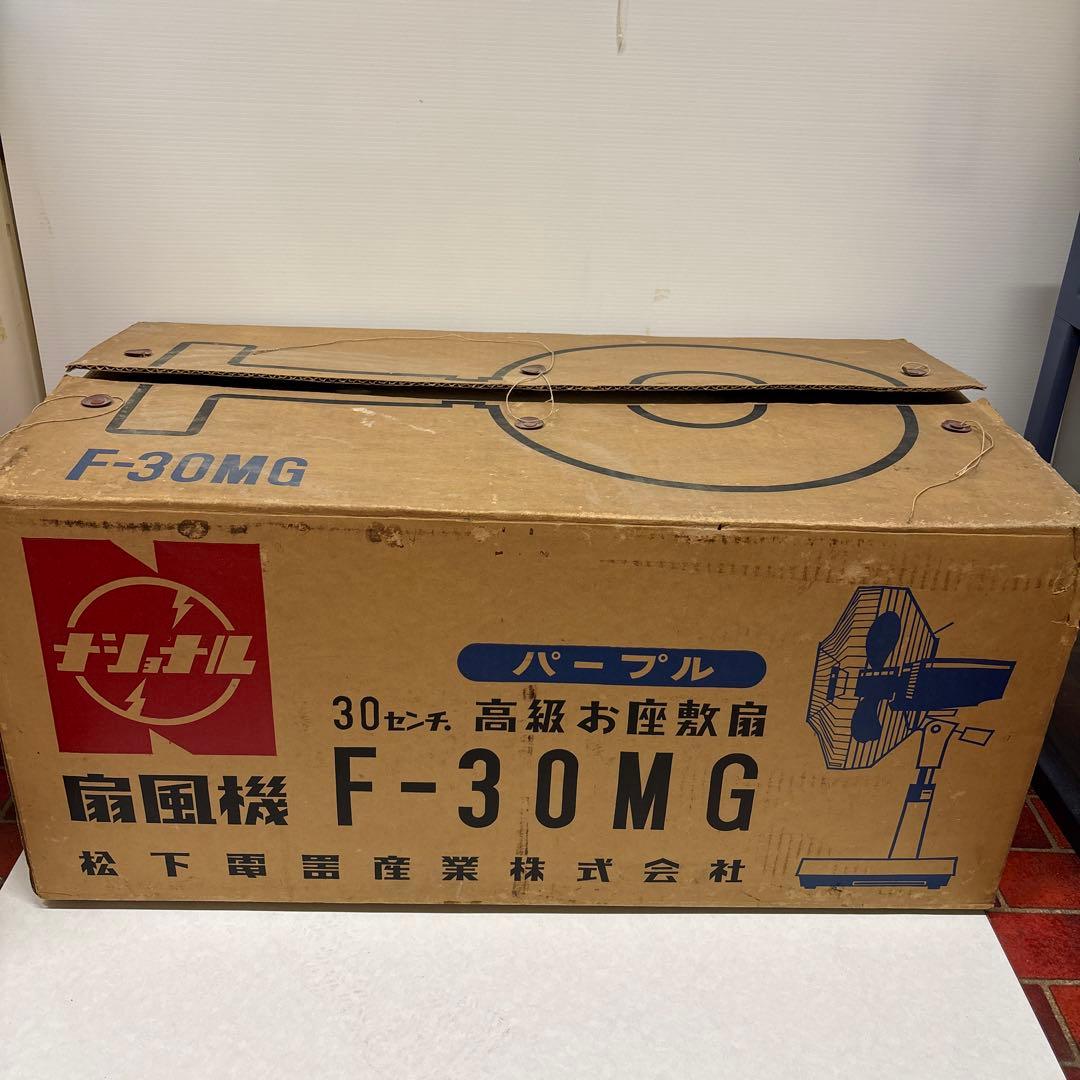 F-30MG
ナショナル
パープル
30センチ. 高級お座敷扇
扇風機 F-30MG
松下電器産業株式会社